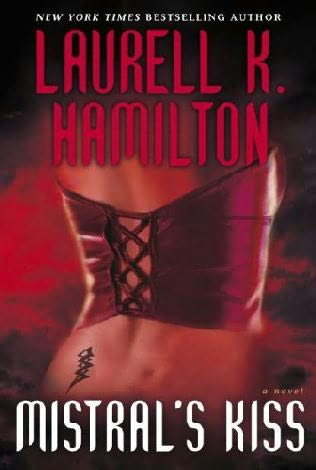 NEW YORK TIMES BESTSELLING AUTHOR
LAURELL K.
HAMILTON
a novel
MISTRAL'S KISS